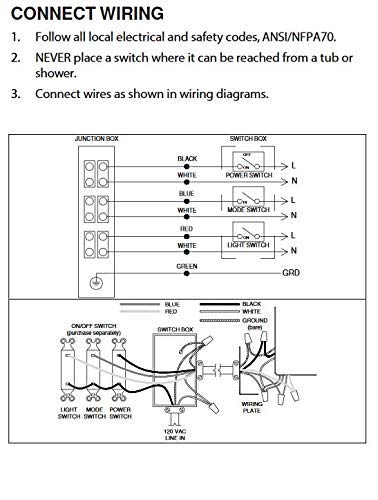 CONNECT WIRING
1. Follow all local electrical and safety codes, ANSI/NFPA70.
2. NEVER place a switch where it can be reached from a tub or
shower.
3. Connect wires as shown in wiring diagrams.
JUNCTION BOX
SWITCH BOX
BLACK
OFF
ON
L
WHITE
POWER SWITCH
N
BLUE
ON
L
WHITE
MODE SWITCH
N
RED
ON
L
WHITE
LIGHT SWITCH
N
GREEN
GRD
BLUE
BLACK
RED
WHITE
GROUND
(bare)
ON/OFF SWITCH
(purchase separately)
SWITCH BOX
LIGHT
SWITCH
MODE
SWITCH
POWER
SWITCH
WIRING
PLATE
120 VAC
LINE IN